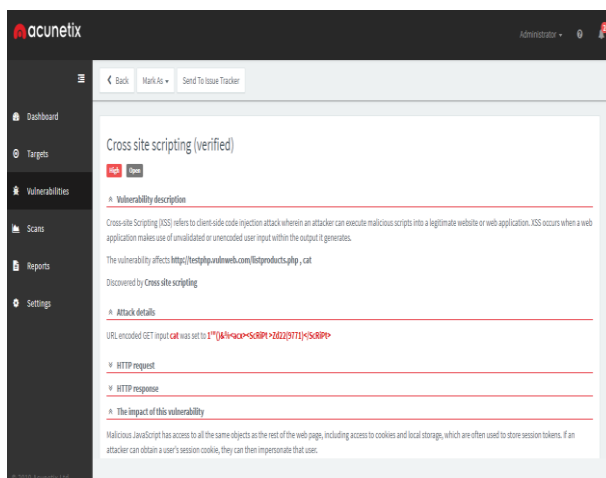 acunetix
Administrator
Back Mark As Send To Issue Tracker
Dashboard
Targets
Vulnerabilities
Scans
Reports
Settings
Cross site scripting (verified)
High Open
Vulnerability description
Cross-site Scripting (XSS) refers to client-side code injection attack wherein an attacker can execute malicious scripts into a legitimate website or web application. XSS occurs when a web
application makes use of unvalidated or unencoded user input within the output it generates.
The vulnerability affects http://testphp.vulnweb.com/listproducts.php , cat
Discovered by Cross site scripting
Attack details
URL encoded GET input cat was set to 1'"()&%<acx><ScRiPt >Zd22(9771)</ScRiPt>
HTTP request
HTTP response
The impact of this vulnerability
Malicious JavaScript has access to all the same objects as the rest of the web page, including access to cookies and local storage, which are often used to store session tokens. If an
attacker can obtain a user's session cookie, they can then impersonate that user.